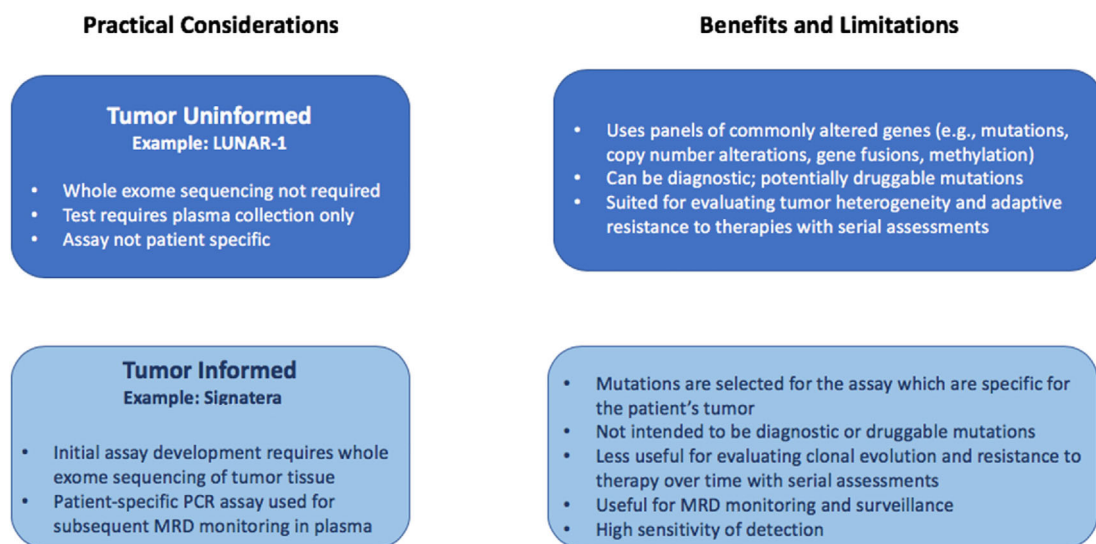 Practical Considerations
Benefits and Limitations
Tumor Uninformed
Example: LUNAR-1
• Whole exome sequencing not required
• Test requires plasma collection only
• Assay not patient specific
• Uses panels of commonly altered genes (e.g., mutations,
copy number alterations, gene fusions, methylation)
• Can be diagnostic; potentially druggable mutations
• Suited for evaluating tumor heterogeneity and adaptive
resistance to therapies with serial assessments
Tumor Informed
Example: Signatera
• Initial assay development requires whole
exome sequencing of tumor tissue
• Patient-specific PCR assay used for
subsequent MRD monitoring in plasma
• Mutations are selected for the assay which are specific for
the patient's tumor
• Not intended to be diagnostic or druggable mutations
• Less useful for evaluating clonal evolution and resistance to
therapy over time with serial assessments
• Useful for MRD monitoring and surveillance
• High sensitivity of detection